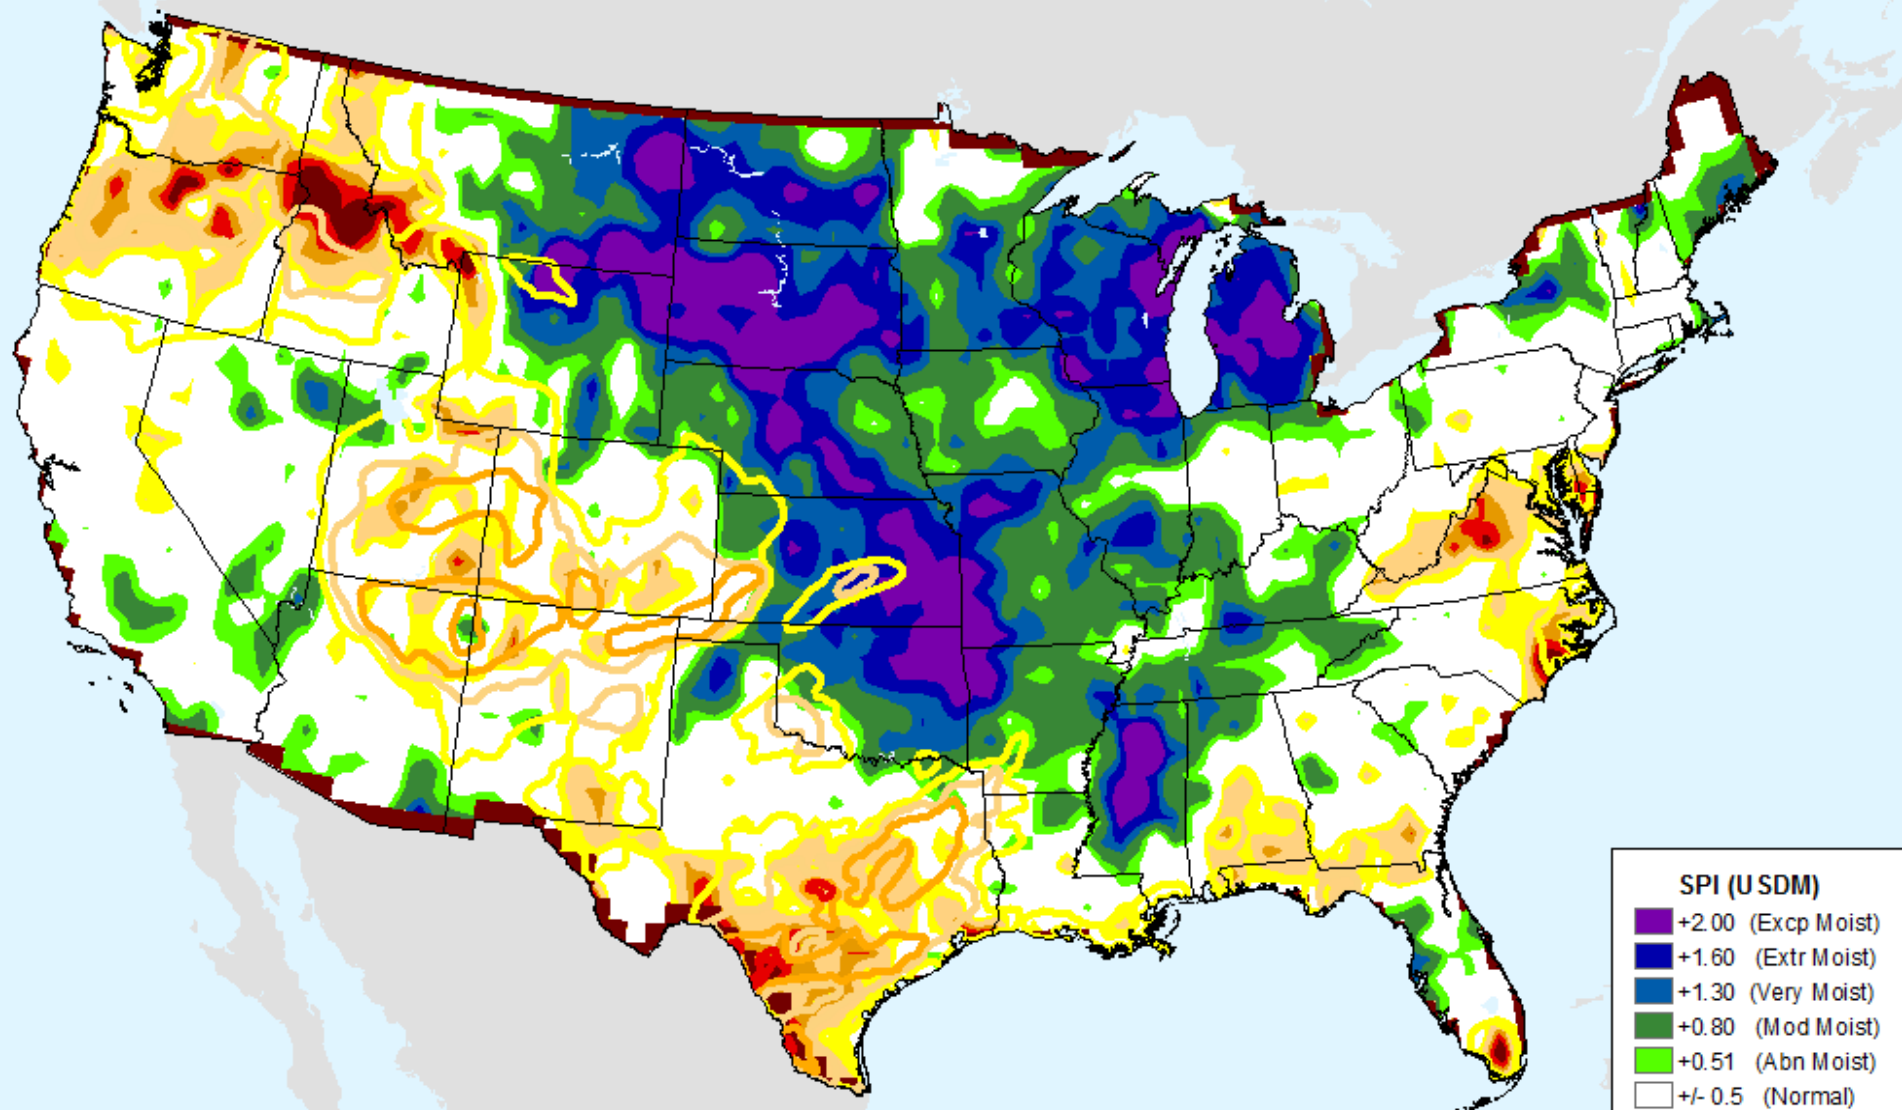 SPI (USDM)
+2.00 (Excp Moist)
+1.60 (Extr Moist)
+1.30 (Very Moist)
+0.80 (Mod Moist)
+0.51 (Abn Moist)
+/- 0.5 (Normal)